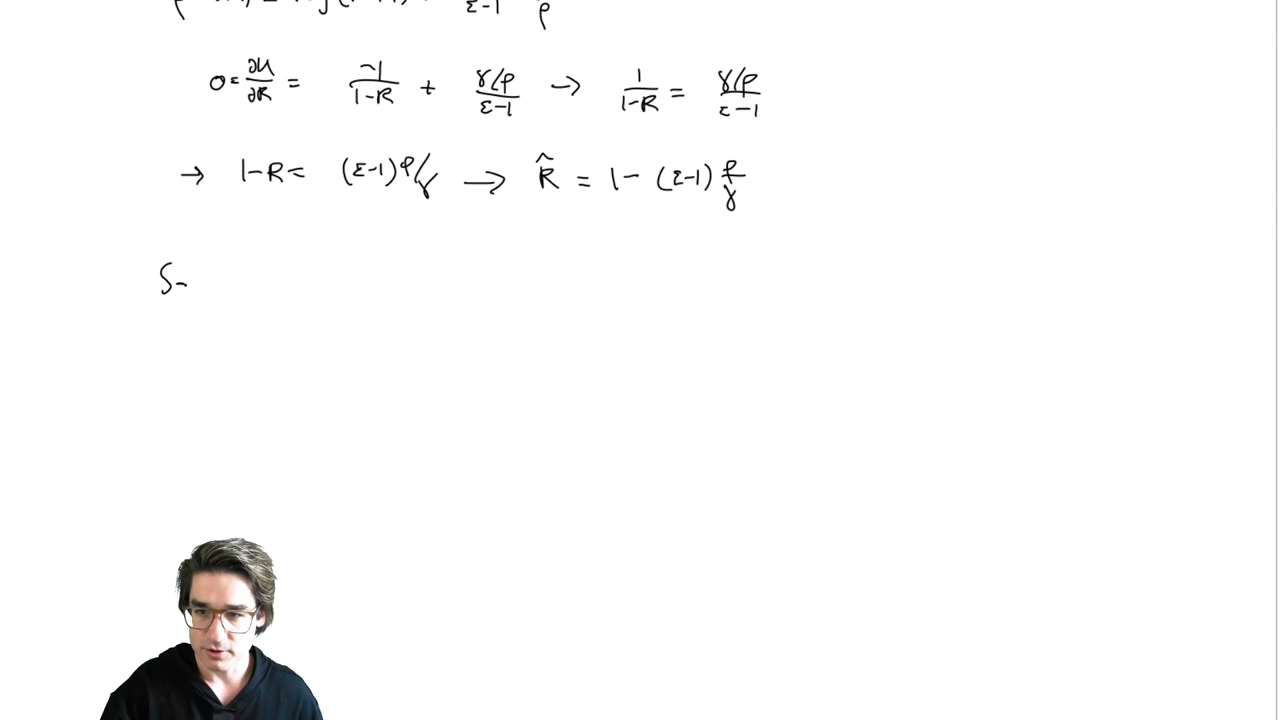 0 = ∂U/∂R = -1/(1-R) + (γ/ρ)/(ε-1) → 1/(1-R) = (γ/ρ)/(ε-1)
→ 1-R = (ε-1)ρ/γ → R̂ = 1 - (ε-1) ρ/γ
S-